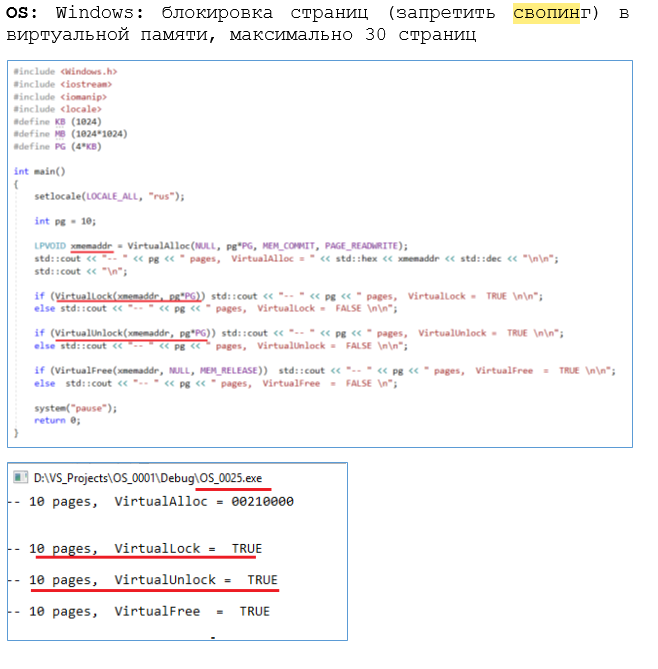 OS: Windows: блокировка страниц (запретить свопинг) в
виртуальной памяти, максимально 30 страниц
#include <Windows.h>
#include <iostream>
#include <iomanip>
#include <locale>
#define KB (1024)
#define MB (1024*1024)
#define PG (4*KB)
int main()
{
setlocale(LOCALE_ALL, "rus");
int pg = 10;
LPVOID xmemaddr = VirtualAlloc(NULL, pg*PG, MEM_COMMIT, PAGE_READWRITE);
std::cout << "-- " << pg << " pages,  VirtualAlloc = " << std::hex << xmemaddr << std::dec << "\n\n";
std::cout << "\n";
if (VirtualLock(xmemaddr, pg*PG)) std::cout << "-- " << pg << " pages,  VirtualLock =  TRUE \n\n";
else std::cout << "-- " << pg << " pages,  VirtualLock =  FALSE \n\n";
if (VirtualUnlock(xmemaddr, pg*PG)) std::cout << "-- " << pg << " pages,  VirtualUnlock =  TRUE \n\n";
else std::cout << "-- " << pg << " pages,  VirtualUnlock =  FALSE \n\n";
if (VirtualFree(xmemaddr, NULL, MEM_RELEASE))  std::cout << "-- " << pg << " pages,  VirtualFree  =  TRUE \n\n";
else  std::cout << "-- " << pg << " pages,  VirtualFree  =  FALSE \n";
system("pause");
return 0;
}
D:\VS_Projects\OS_0001\Debug\OS_0025.exe
-- 10 pages,  VirtualAlloc = 00210000
-- 10 pages,  VirtualLock =  TRUE
-- 10 pages,  VirtualUnlock =  TRUE
-- 10 pages,  VirtualFree  =  TRUE